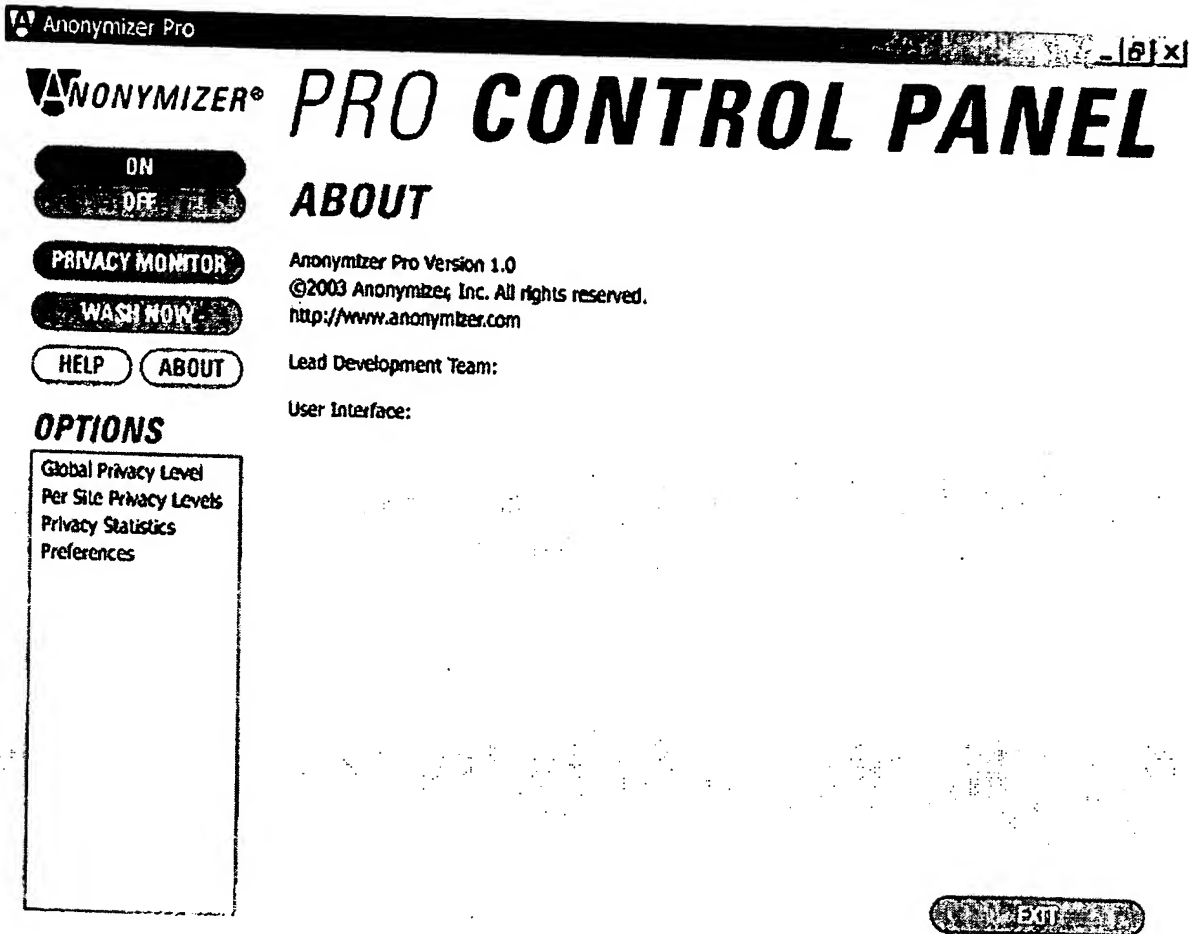 Anonymizer Pro
ANONYMIZER®
PRO CONTROL PANEL
ON
OFF
PRIVACY MONITOR
WASH NOW
HELP
ABOUT
OPTIONS
Global Privacy Level
Per Site Privacy Levels
Privacy Statistics
Preferences
ABOUT
Anonymizer Pro Version 1.0
©2003 Anonymizer, Inc. All rights reserved.
http://www.anonymizer.com
Lead Development Team:
User Interface:
EXIT